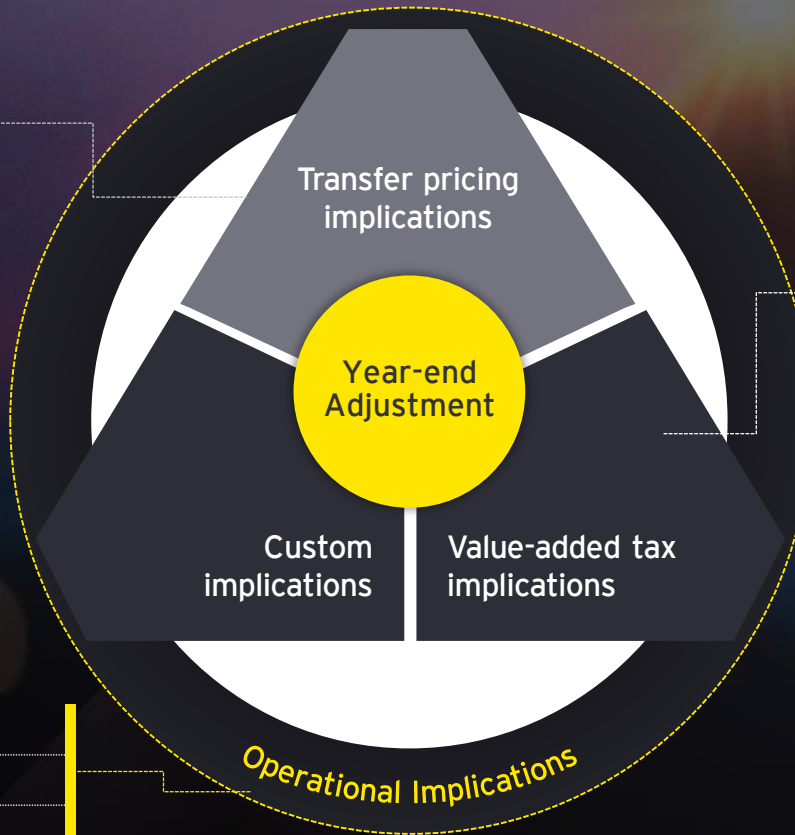 Transfer pricing
implications
Year-end
Adjustment
Custom
implications
Value-added tax
implications
Operational Implications